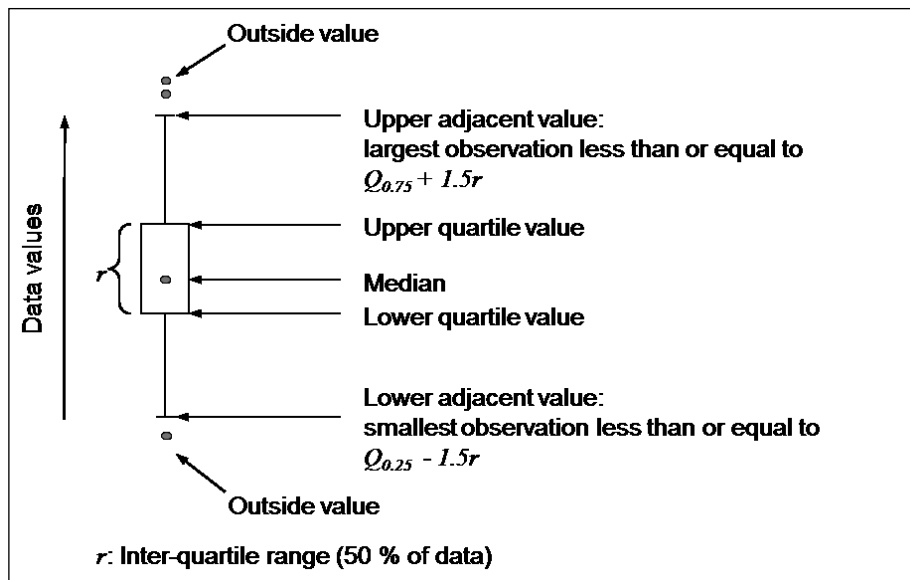 Outside value
Upper adjacent value:
largest observation less than or equal to
Q0.75 + 1.5r
Upper quartile value
r
Median
Data values
Lower quartile value
Lower adjacent value:
smallest observation less than or equal to
Q0.25 - 1.5r
Outside value
r: Inter-quartile range (50 % of data)